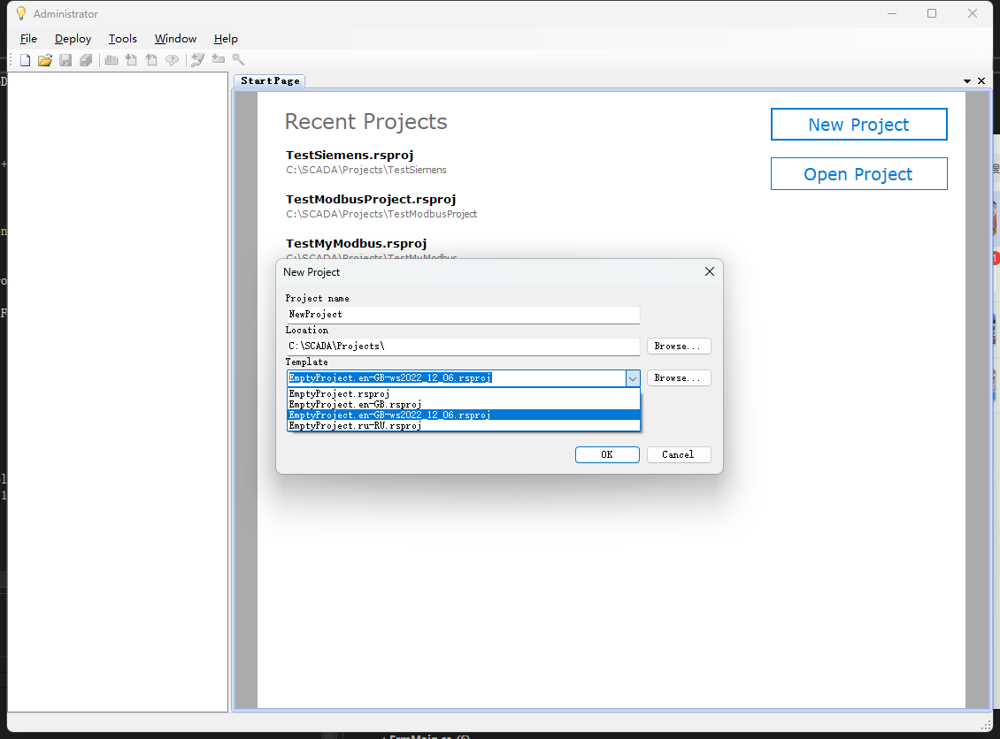 Administrator
File Deploy Tools Window Help
StartPage
Recent Projects
New Project
TestSiemens.rsproj
C:\SCADA\Projects\TestSiemens
Open Project
TestModbusProject.rsproj
C:\SCADA\Projects\TestModbusProject
TestMyModbus.rsproj
C:\SCADA\Projects\TestMyModbus
New Project
Project name
NewProject
Location
C:\SCADA\Projects\
Browse...
Template
EmptyProject.en-GB-ws2022_12_06.rsproj
Browse...
EmptyProject.rsproj
EmptyProject.en-GB.rsproj
EmptyProject.en-GB-ws2022_12_06.rsproj
EmptyProject.ru-RU.rsproj
OK
Cancel